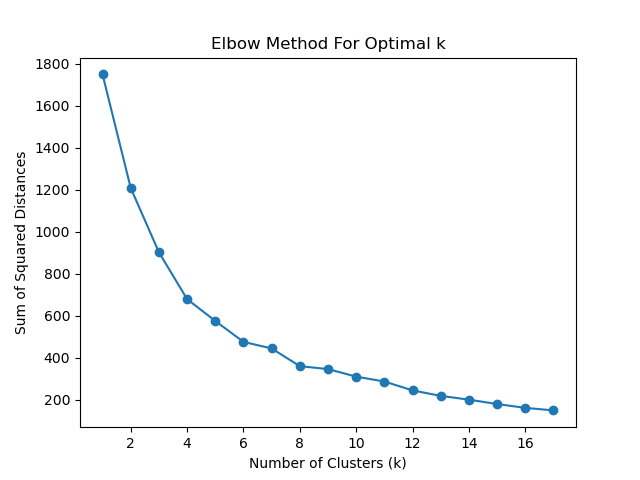 Elbow Method For Optimal k
1800
1600
1400
1200
1000
800
600
400
200
Sum of Squared Distances
2 4 6 8 10 12 14 16
Number of Clusters (k)